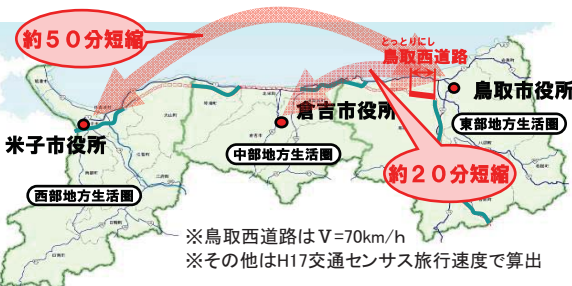 約５０分短縮
とっとりにし
鳥取西道路
約２０分短縮
鳥取市役所
倉吉市役所
米子市役所
東部地方生活圏
中部地方生活圏
西部地方生活圏
※鳥取西道路はＶ=70km/h
※その他はH17交通センサス旅行速度で算出